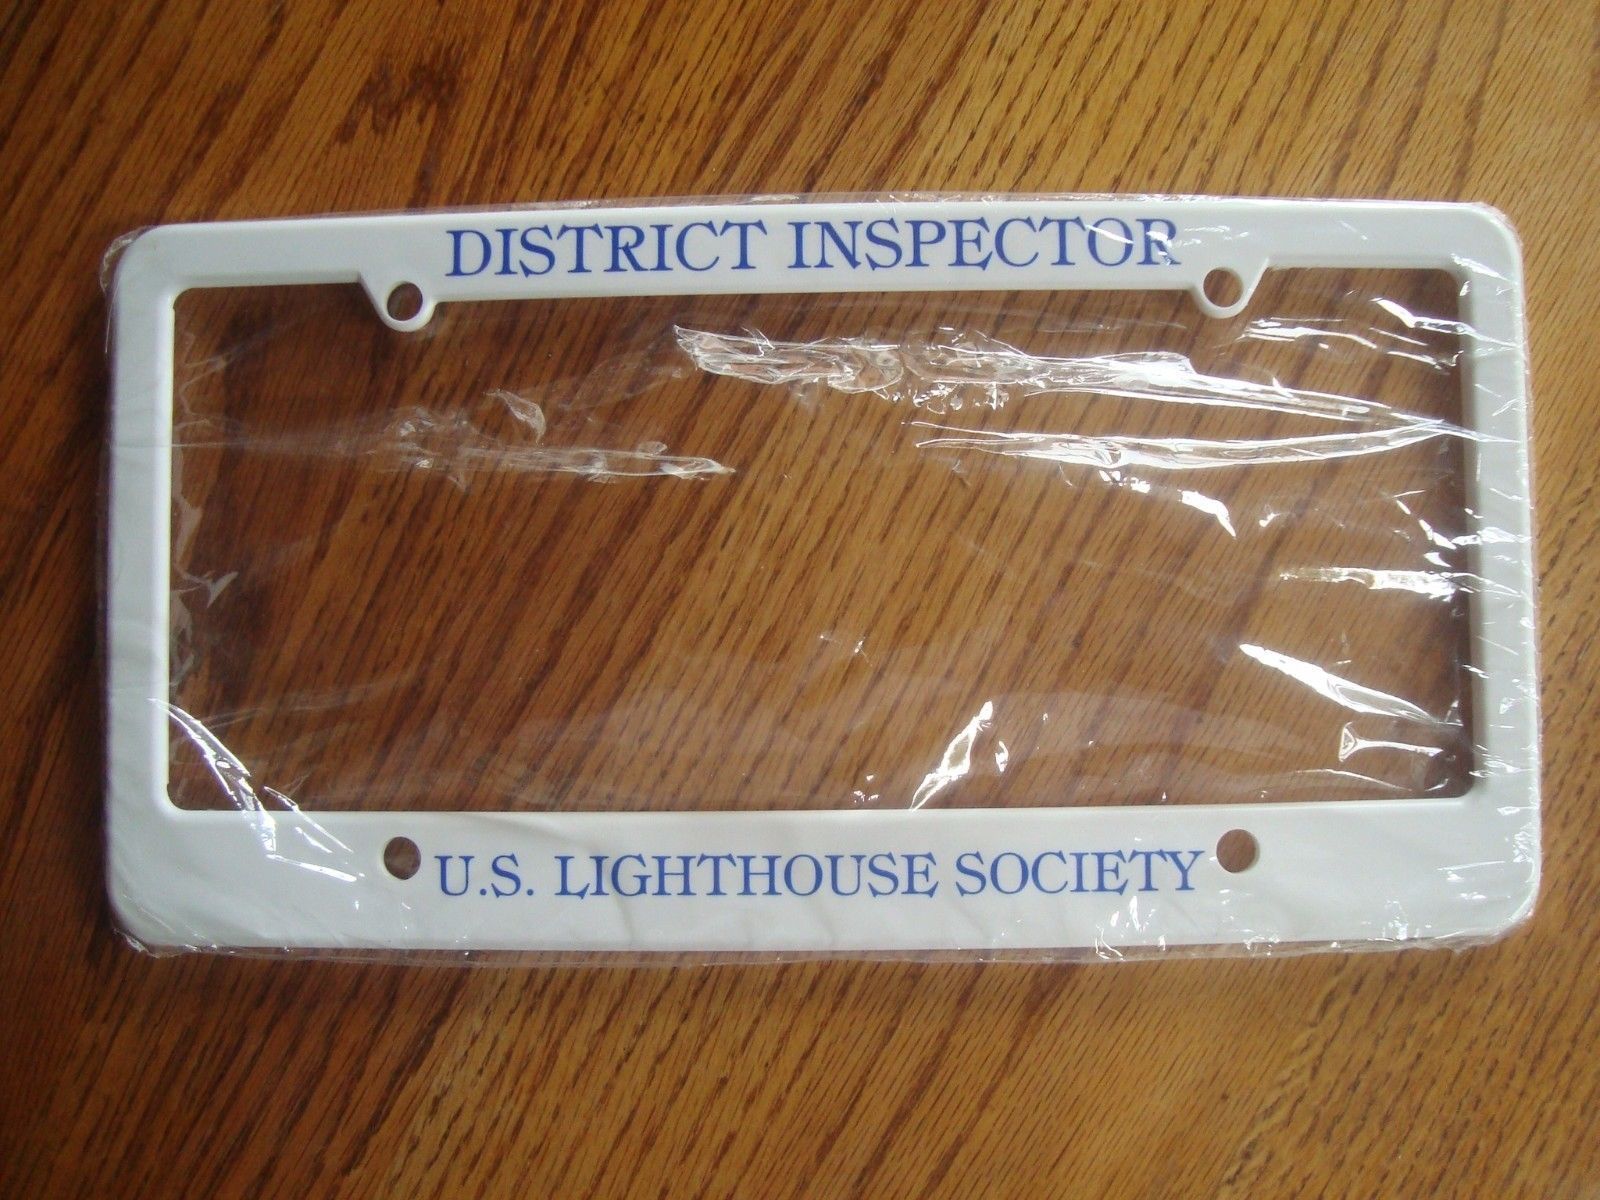 DISTRICT INSPECTOR
U.S. LIGHTHOUSE SOCIETY